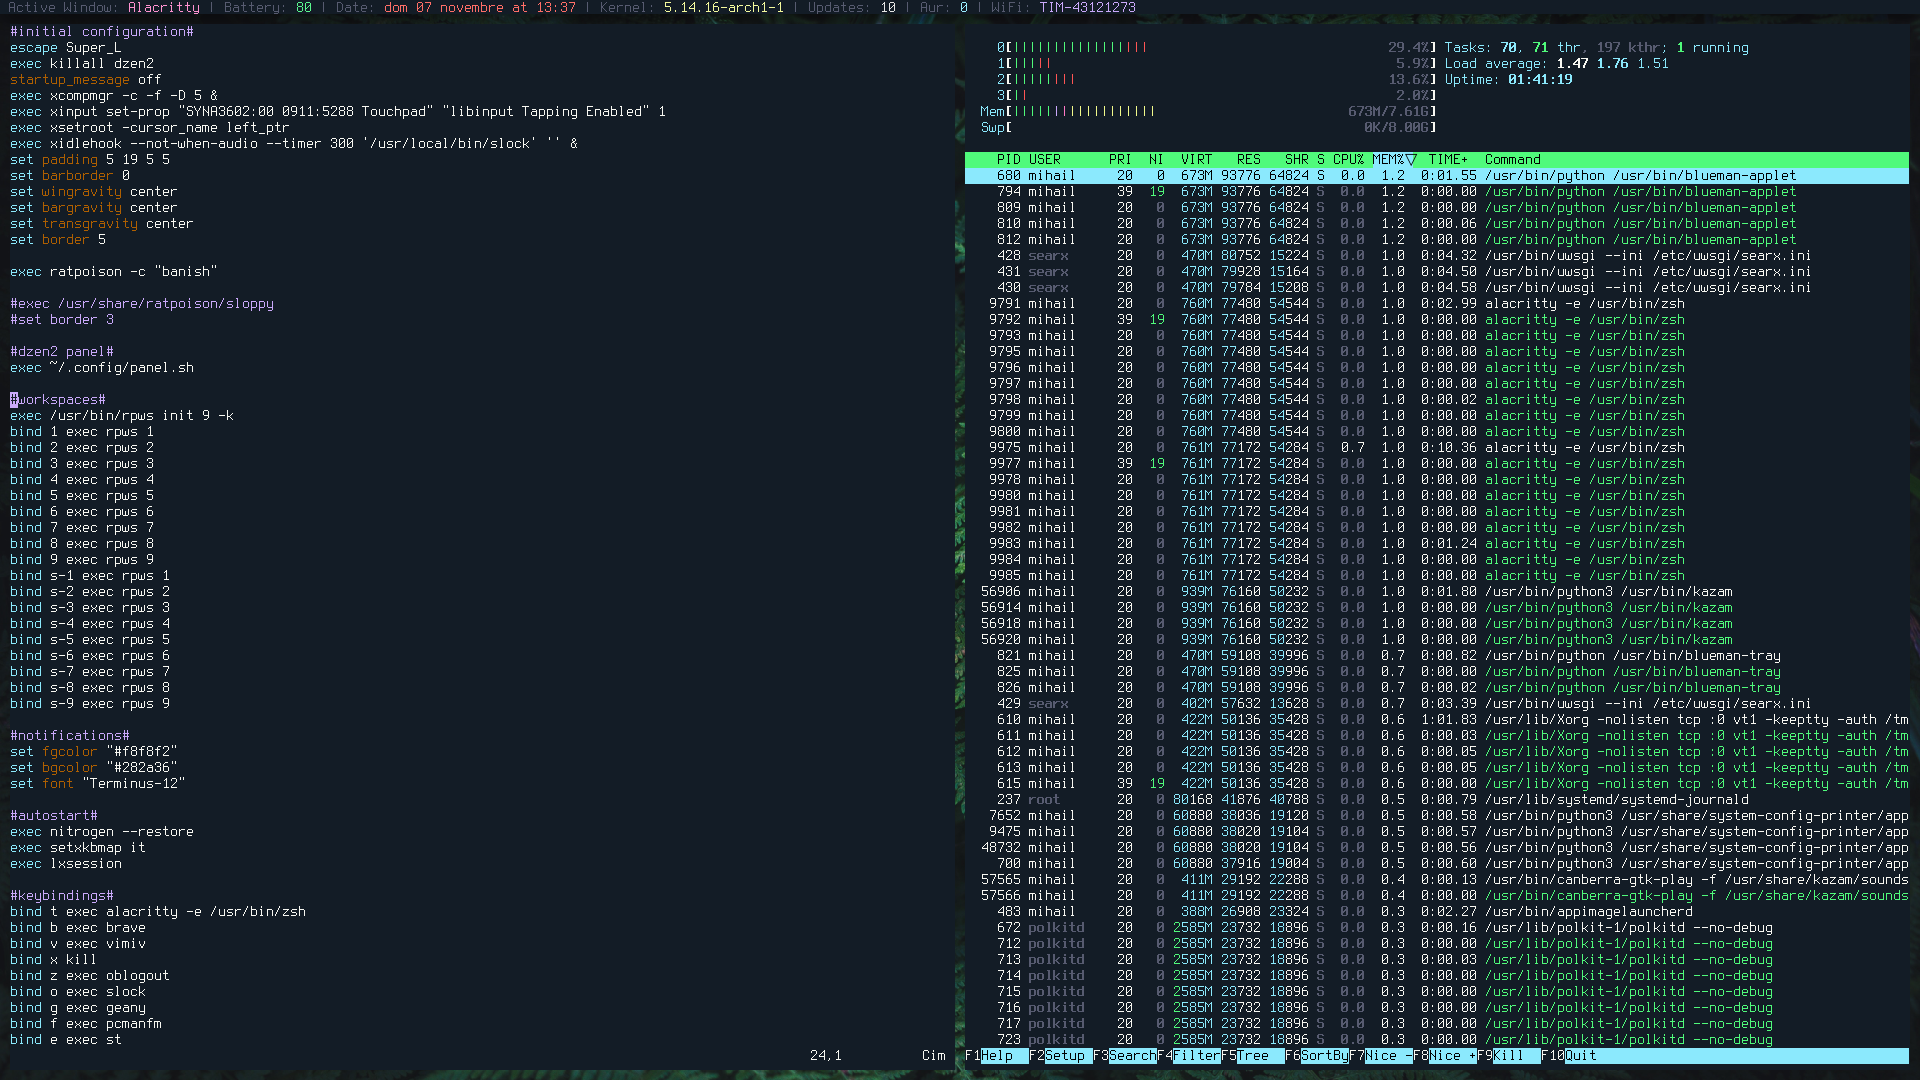 Active Window: Alacritty | Battery: 80 | Date: dom 07 novembre at 13:37 | Kernel: 5.14.16-arch1-1 | Updates: 10 | Aur: 0 | WiFi: TIM-43121273
#initial configuration#
escape Super_L
exec killall dzen2
startup_message off
exec xcompmgr -c -f -D 5 &
exec xinput set-prop "SYNA3602:00 0911:5288 Touchpad" "libinput Tapping Enabled" 1
exec xsetroot -cursor_name left_ptr
exec xidlehook --not-when-audio --timer 300 '/usr/local/bin/slock' '' &
set padding 5 19 5 5
set barborder 0
set wingravity center
set bargravity center
set transgravity center
set border 5
exec ratpoison -c "banish"
#exec /usr/share/ratpoison/sloppy
#set border 3
#dzen2 panel#
exec ~/.config/panel.sh
#workspaces#
exec /usr/bin/rpws init 9 -k
bind 1 exec rpws 1
bind 2 exec rpws 2
bind 3 exec rpws 3
bind 4 exec rpws 4
bind 5 exec rpws 5
bind 6 exec rpws 6
bind 7 exec rpws 7
bind 8 exec rpws 8
bind 9 exec rpws 9
bind s-1 exec rpws 1
bind s-2 exec rpws 2
bind s-3 exec rpws 3
bind s-4 exec rpws 4
bind s-5 exec rpws 5
bind s-6 exec rpws 6
bind s-7 exec rpws 7
bind s-8 exec rpws 8
bind s-9 exec rpws 9
#notifications#
set fgcolor "#f8f8f2"
set bgcolor "#282a36"
set font "Terminus-12"
#autostart#
exec nitrogen --restore
exec setxkbmap it
exec lxsession
#keybindings#
bind t exec alacritty -e /usr/bin/zsh
bind b exec brave
bind v exec vimiv
bind x kill
bind z exec oblogout
bind o exec slock
bind g exec geany
bind f exec pcmanfm
bind e exec st
24,1 Cim
0[||||||||||||||||| 29.4%] Tasks: 70, 71 thr, 197 kthr; 1 running
1[||||| 5.9%] Load average: 1.47 1.76 1.51
2[|||||||| 13.6%] Uptime: 01:41:19
3[|| 2.0%]
Mem[|||||||||||||||||| 673M/7.61G]
Swp[ 0K/8.00G]
PID USER PRI NI VIRT RES SHR S CPU% MEM%▽ TIME+ Command
680 mihail 20 0 673M 93776 64824 S 0.0 1.2 0:01.55 /usr/bin/python /usr/bin/blueman-applet
794 mihail 39 19 673M 93776 64824 S 0.0 1.2 0:00.00 /usr/bin/python /usr/bin/blueman-applet
809 mihail 20 0 673M 93776 64824 S 0.0 1.2 0:00.00 /usr/bin/python /usr/bin/blueman-applet
810 mihail 20 0 673M 93776 64824 S 0.0 1.2 0:00.06 /usr/bin/python /usr/bin/blueman-applet
812 mihail 20 0 673M 93776 64824 S 0.0 1.2 0:00.00 /usr/bin/python /usr/bin/blueman-applet
428 searx 20 0 470M 80752 15224 S 0.0 1.0 0:04.32 /usr/bin/uwsgi --ini /etc/uwsgi/searx.ini
431 searx 20 0 470M 79928 15164 S 0.0 1.0 0:04.50 /usr/bin/uwsgi --ini /etc/uwsgi/searx.ini
430 searx 20 0 470M 79784 15208 S 0.0 1.0 0:04.58 /usr/bin/uwsgi --ini /etc/uwsgi/searx.ini
9791 mihail 20 0 760M 77480 54544 S 0.0 1.0 0:02.99 alacritty -e /usr/bin/zsh
9792 mihail 39 19 760M 77480 54544 S 0.0 1.0 0:00.00 alacritty -e /usr/bin/zsh
9793 mihail 20 0 760M 77480 54544 S 0.0 1.0 0:00.00 alacritty -e /usr/bin/zsh
9795 mihail 20 0 760M 77480 54544 S 0.0 1.0 0:00.00 alacritty -e /usr/bin/zsh
9796 mihail 20 0 760M 77480 54544 S 0.0 1.0 0:00.00 alacritty -e /usr/bin/zsh
9797 mihail 20 0 760M 77480 54544 S 0.0 1.0 0:00.00 alacritty -e /usr/bin/zsh
9798 mihail 20 0 760M 77480 54544 S 0.0 1.0 0:00.02 alacritty -e /usr/bin/zsh
9799 mihail 20 0 760M 77480 54544 S 0.0 1.0 0:00.00 alacritty -e /usr/bin/zsh
9800 mihail 20 0 760M 77480 54544 S 0.0 1.0 0:00.00 alacritty -e /usr/bin/zsh
9975 mihail 20 0 761M 77172 54284 S 0.7 1.0 0:10.36 alacritty -e /usr/bin/zsh
9977 mihail 39 19 761M 77172 54284 S 0.0 1.0 0:00.00 alacritty -e /usr/bin/zsh
9978 mihail 20 0 761M 77172 54284 S 0.0 1.0 0:00.00 alacritty -e /usr/bin/zsh
9980 mihail 20 0 761M 77172 54284 S 0.0 1.0 0:00.00 alacritty -e /usr/bin/zsh
9981 mihail 20 0 761M 77172 54284 S 0.0 1.0 0:00.00 alacritty -e /usr/bin/zsh
9982 mihail 20 0 761M 77172 54284 S 0.0 1.0 0:00.00 alacritty -e /usr/bin/zsh
9983 mihail 20 0 761M 77172 54284 S 0.0 1.0 0:01.24 alacritty -e /usr/bin/zsh
9984 mihail 20 0 761M 77172 54284 S 0.0 1.0 0:00.00 alacritty -e /usr/bin/zsh
9985 mihail 20 0 761M 77172 54284 S 0.0 1.0 0:00.00 alacritty -e /usr/bin/zsh
56906 mihail 20 0 939M 76160 50232 S 0.0 1.0 0:01.80 /usr/bin/python3 /usr/bin/kazam
56914 mihail 20 0 939M 76160 50232 S 0.0 1.0 0:00.00 /usr/bin/python3 /usr/bin/kazam
56918 mihail 20 0 939M 76160 50232 S 0.0 1.0 0:00.00 /usr/bin/python3 /usr/bin/kazam
56920 mihail 20 0 939M 76160 50232 S 0.0 1.0 0:00.00 /usr/bin/python3 /usr/bin/kazam
821 mihail 20 0 470M 59108 39996 S 0.0 0.7 0:00.82 /usr/bin/python /usr/bin/blueman-tray
825 mihail 20 0 470M 59108 39996 S 0.0 0.7 0:00.00 /usr/bin/python /usr/bin/blueman-tray
826 mihail 20 0 470M 59108 39996 S 0.0 0.7 0:00.02 /usr/bin/python /usr/bin/blueman-tray
429 searx 20 0 402M 57632 13628 S 0.0 0.7 0:03.39 /usr/bin/uwsgi --ini /etc/uwsgi/searx.ini
610 mihail 20 0 422M 50136 35428 S 0.0 0.6 1:01.83 /usr/lib/Xorg -nolisten tcp :0 vt1 -keeptty -auth /tm
611 mihail 20 0 422M 50136 35428 S 0.0 0.6 0:00.03 /usr/lib/Xorg -nolisten tcp :0 vt1 -keeptty -auth /tm
612 mihail 20 0 422M 50136 35428 S 0.0 0.6 0:00.05 /usr/lib/Xorg -nolisten tcp :0 vt1 -keeptty -auth /tm
613 mihail 20 0 422M 50136 35428 S 0.0 0.6 0:00.05 /usr/lib/Xorg -nolisten tcp :0 vt1 -keeptty -auth /tm
615 mihail 39 19 422M 50136 35428 S 0.0 0.6 0:00.00 /usr/lib/Xorg -nolisten tcp :0 vt1 -keeptty -auth /tm
237 root 20 0 80168 41876 40788 S 0.0 0.5 0:00.79 /usr/lib/systemd/systemd-journald
7652 mihail 20 0 60880 38036 19120 S 0.0 0.5 0:00.58 /usr/bin/python3 /usr/share/system-config-printer/app
9475 mihail 20 0 60880 38020 19104 S 0.0 0.5 0:00.57 /usr/bin/python3 /usr/share/system-config-printer/app
48732 mihail 20 0 60880 38020 19104 S 0.0 0.5 0:00.56 /usr/bin/python3 /usr/share/system-config-printer/app
700 mihail 20 0 60880 37916 19004 S 0.0 0.5 0:00.60 /usr/bin/python3 /usr/share/system-config-printer/app
57565 mihail 20 0 411M 29192 22288 S 0.0 0.4 0:00.13 /usr/bin/canberra-gtk-play -f /usr/share/kazam/sounds
57566 mihail 20 0 411M 29192 22288 S 0.0 0.4 0:00.00 /usr/bin/canberra-gtk-play -f /usr/share/kazam/sounds
483 mihail 20 0 388M 26908 23324 S 0.0 0.3 0:02.27 /usr/bin/appimagelauncherd
672 polkitd 20 0 2585M 23732 18896 S 0.0 0.3 0:00.16 /usr/lib/polkit-1/polkitd --no-debug
712 polkitd 20 0 2585M 23732 18896 S 0.0 0.3 0:00.00 /usr/lib/polkit-1/polkitd --no-debug
713 polkitd 20 0 2585M 23732 18896 S 0.0 0.3 0:00.03 /usr/lib/polkit-1/polkitd --no-debug
714 polkitd 20 0 2585M 23732 18896 S 0.0 0.3 0:00.00 /usr/lib/polkit-1/polkitd --no-debug
715 polkitd 20 0 2585M 23732 18896 S 0.0 0.3 0:00.00 /usr/lib/polkit-1/polkitd --no-debug
716 polkitd 20 0 2585M 23732 18896 S 0.0 0.3 0:00.00 /usr/lib/polkit-1/polkitd --no-debug
717 polkitd 20 0 2585M 23732 18896 S 0.0 0.3 0:00.00 /usr/lib/polkit-1/polkitd --no-debug
723 polkitd 20 0 2585M 23732 18896 S 0.0 0.3 0:00.00 /usr/lib/polkit-1/polkitd --no-debug
F1Help F2Setup F3SearchF4FilterF5Tree F6SortByF7Nice -F8Nice +F9Kill F10Quit